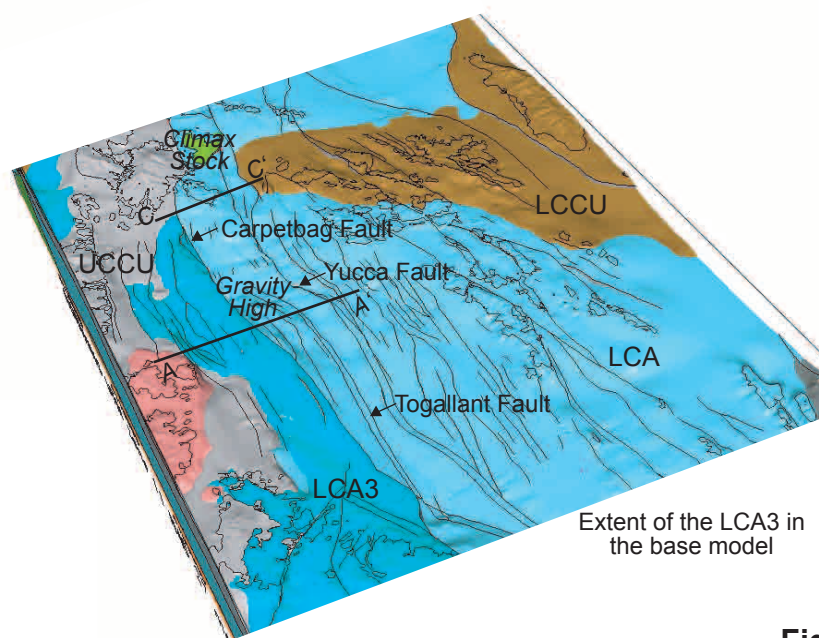 Climax
Stock
C'
C
LCCU
Carpetbag Fault
UCCU
Gravity
High
Yucca Fault
A'
A
LCA
Togallant Fault
LCA3
Extent of the LCA3 in
the base model
Fig